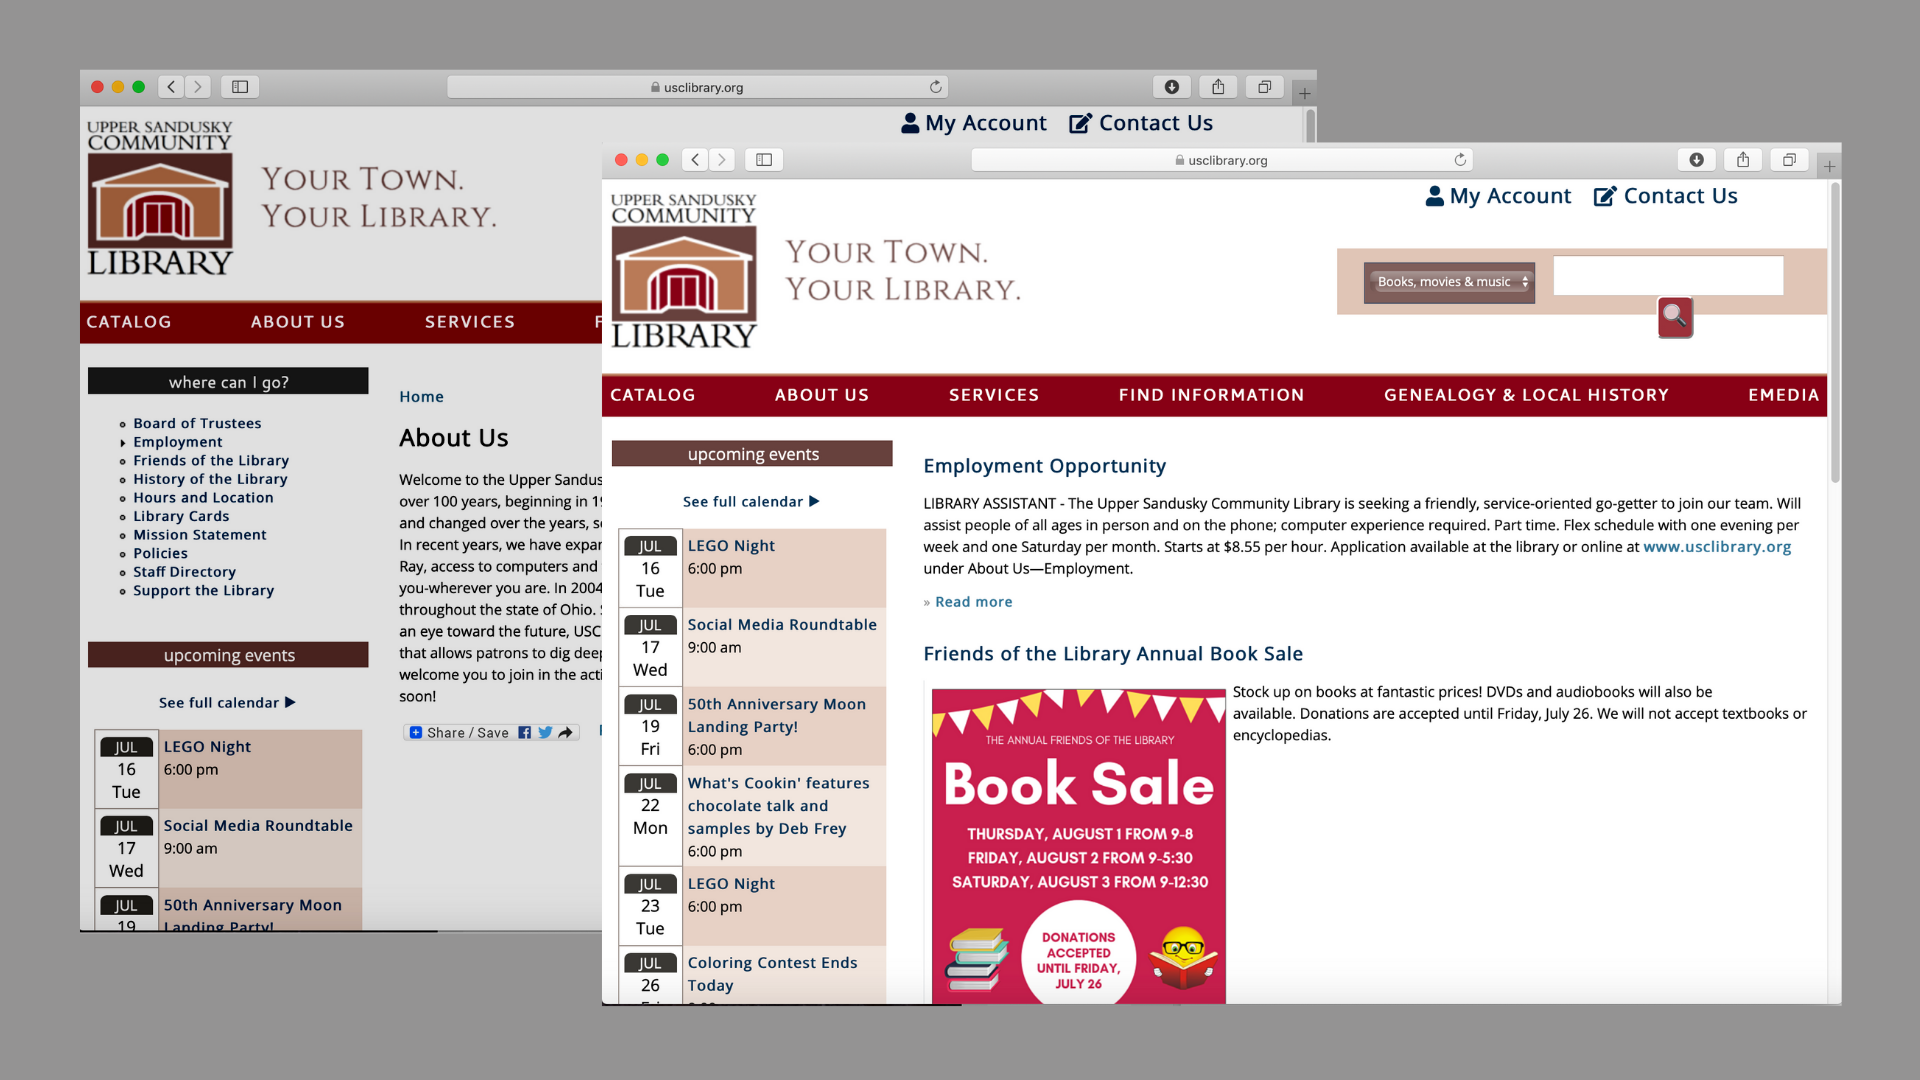 usclibrary.org
My Account
Contact Us
UPPER SANDUSKY
COMMUNITY
LIBRARY
YOUR TOWN.
YOUR LIBRARY.
CATALOG
ABOUT US
SERVICES
where can I go?
Board of Trustees
Employment
Friends of the Library
History of the Library
Hours and Location
Library Cards
Mission Statement
Policies
Staff Directory
Support the Library
upcoming events
See full calendar
JUL
16
Tue
LEGO Night
6:00 pm
JUL
17
Wed
Social Media Roundtable
9:00 am
JUL
19
50th Anniversary Moon
Landing Party!
Home
About Us
Welcome to the Upper
over 100 years, beginning in
and changed over the years,
In recent years, we have
Ray, access to computers and
you-wherever you are. In 2004
throughout the state of Ohio.
an eye toward the future, USC
that allows patrons to dig
welcome you to join in the
soon!
Share / Save
usclibrary.org
My Account
Contact Us
UPPER SANDUSKY
COMMUNITY
LIBRARY
YOUR TOWN.
YOUR LIBRARY.
Books, movies & music
CATALOG
ABOUT US
SERVICES
FIND INFORMATION
GENEALOGY & LOCAL HISTORY
EMEDIA
upcoming events
See full calendar
JUL
16
Tue
LEGO Night
6:00 pm
JUL
17
Wed
Social Media Roundtable
9:00 am
JUL
19
Fri
50th Anniversary Moon
Landing Party!
6:00 pm
JUL
22
Mon
What's Cookin' features
chocolate talk and
samples by Deb Frey
6:00 pm
JUL
23
Tue
LEGO Night
6:00 pm
JUL
26
Coloring Contest Ends
Today
Employment Opportunity
LIBRARY ASSISTANT - The Upper Sandusky Community Library is seeking a friendly, service-oriented go-getter to join our team. Will
assist people of all ages in person and on the phone; computer experience required. Part time. Flex schedule with one evening per
week and one Saturday per month. Starts at $8.55 per hour. Application available at the library or online at www.usclibrary.org
under About Us—Employment.
» Read more
Friends of the Library Annual Book Sale
THE ANNUAL FRIENDS OF THE LIBRARY
Book Sale
THURSDAY, AUGUST 1 FROM 9-8
FRIDAY, AUGUST 2 FROM 9-5:30
SATURDAY, AUGUST 3 FROM 9-12:30
DONATIONS
ACCEPTED
UNTIL FRIDAY,
JULY 26
Stock up on books at fantastic prices! DVDs and audiobooks will also be
available. Donations are accepted until Friday, July 26. We will not accept textbooks or
encyclopedias.